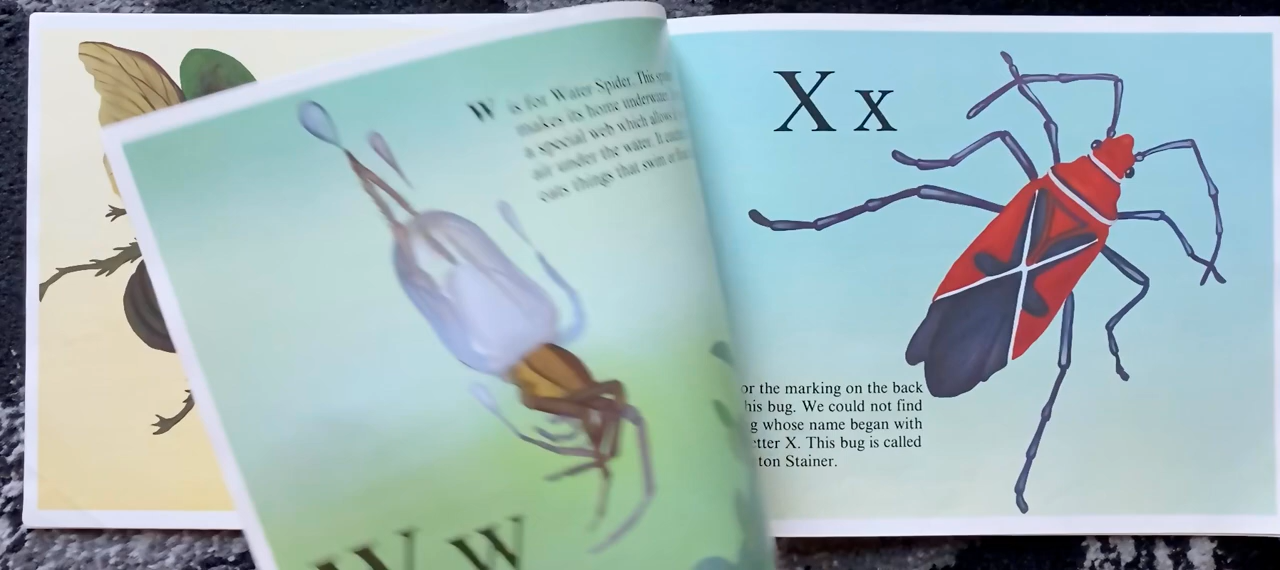 W is for Water Spider. This
makes its home underwater.
a special web which allows
air under the water. It
eats things that swim or
W w
X x
or the marking on the back
his bug. We could not find
g whose name began with
tter X. This bug is called
ton Stainer.